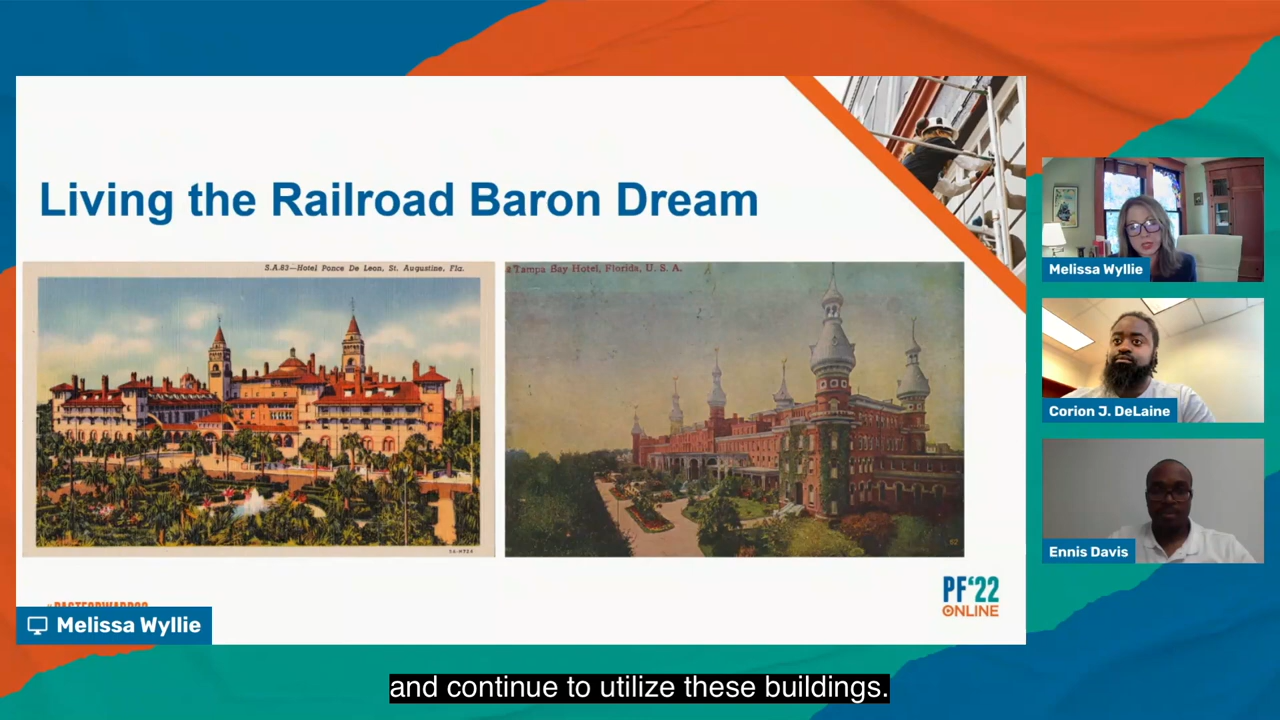 Living the Railroad Baron Dream
S.A.83—Hotel Ponce De Leon, St. Augustine, Fla.
Tampa Bay Hotel, Florida, U. S. A.
PF'22
ONLINE
Melissa Wyllie
Melissa Wyllie
Corion J. DeLaine
Ennis Davis
and continue to utilize these buildings.